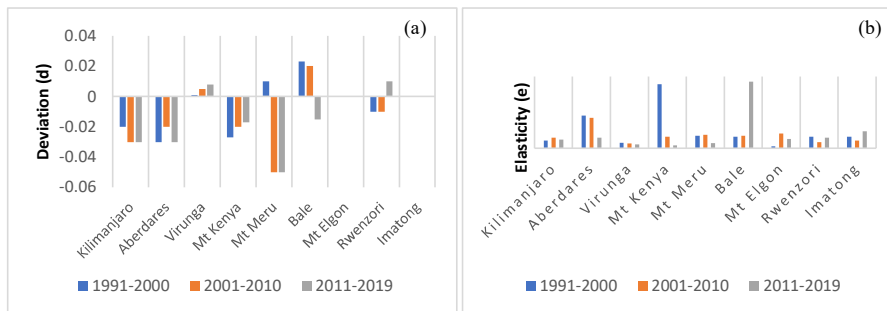 (a)
Deviation (d)
0.04
0.02
0
-0.02
-0.04
-0.06
Kilimanjaro
Aberdares
Virunga
Mt Kenya
Mt Meru
Bale
Mt Elgon
Rwenzori
Imatong
1991-2000 2001-2010 2011-2019
(b)
Elasticity (e)
Kilimanjaro
Aberdares
Virunga
Mt Kenya
Mt Meru
Bale
Mt Elgon
Rwenzori
Imatong
1991-2000 2001-2010 2011-2019